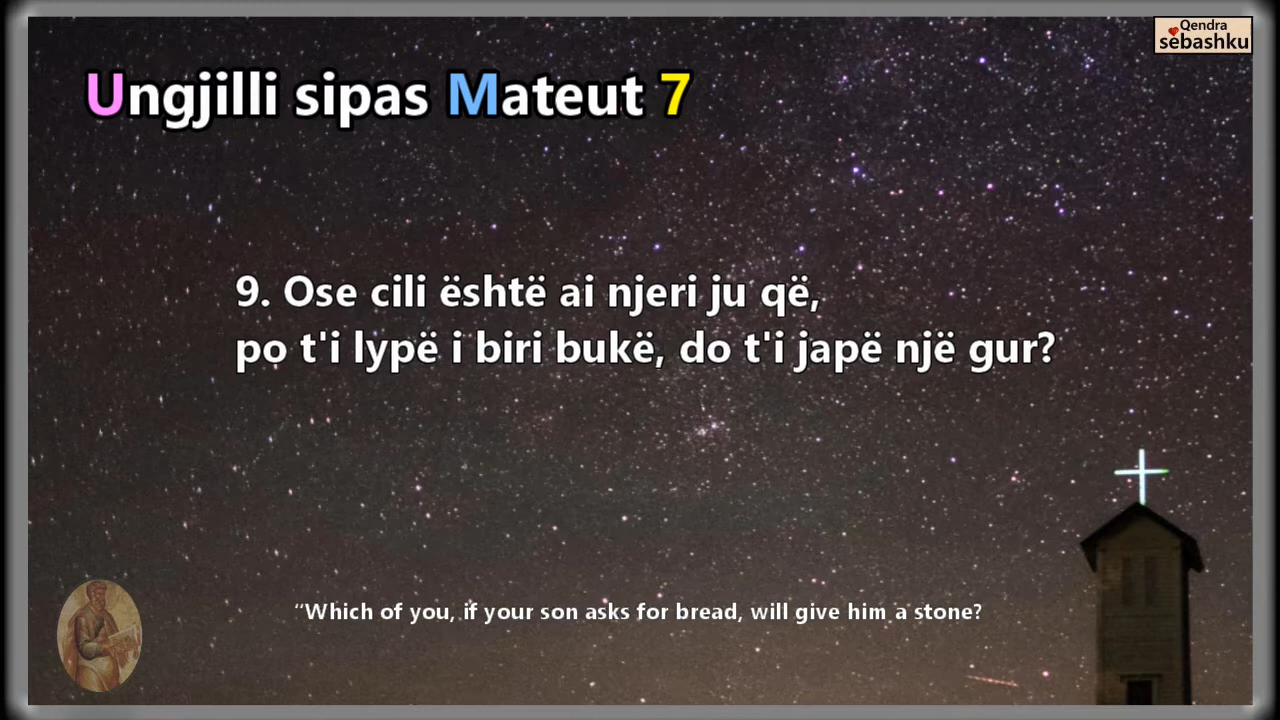 Qendra
sëbashku
Ungjilli sipas Mateut 7
9. Ose cili është ai njeri ju që,
po t'i lypë i biri bukë, do t'i japë një gur?
“Which of you, if your son asks for bread, will give him a stone?